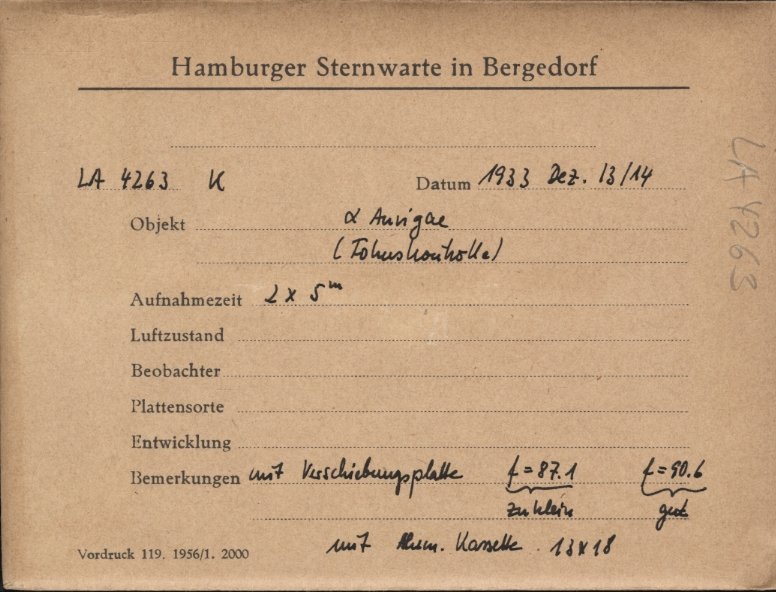 Hamburger Sternwarte in Bergedorf
LA 4263 K Datum 1933 Dez. 13/14
Objekt α Aurigae
(Fokuskontrolle)
Aufnahmezeit 2 x 5ᵐ
Luftzustand
Beobachter
Plattensorte
Entwicklung
Bemerkungen mit Verschiebungsplatte f = 87.1 f = 90.6
zu klein gut
mit Alum. Kassette 13x18
Vordruck 119. 1956/1. 2000
LA 4263